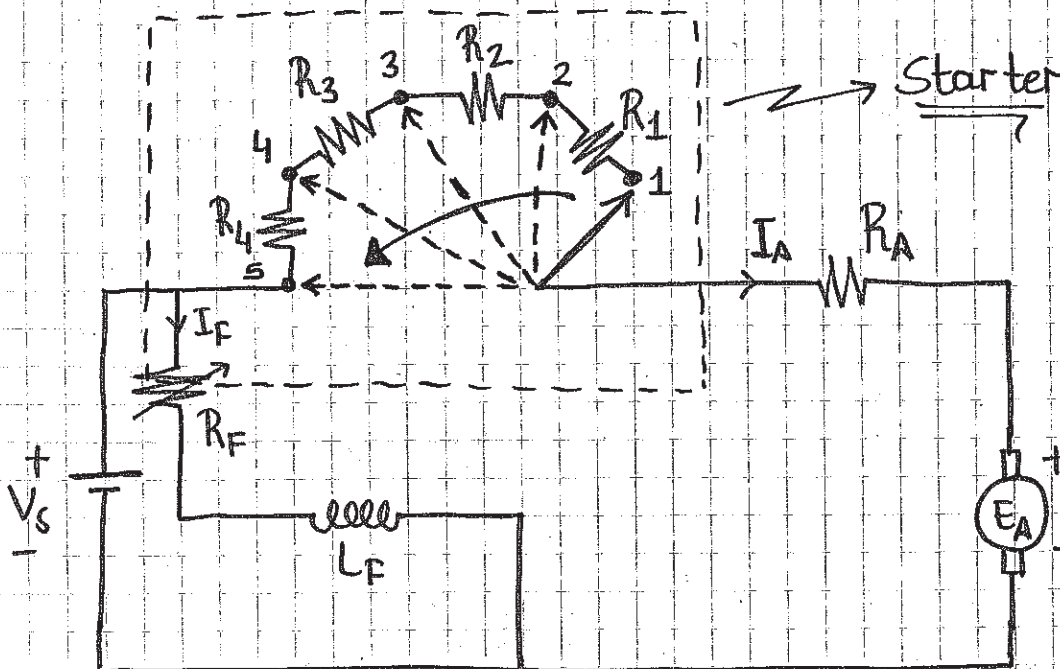 R2
3
2
R3
Starter
R1
4
1
R4
IA
RA
5
IF
RF
+
+
VS
EA
-
LF